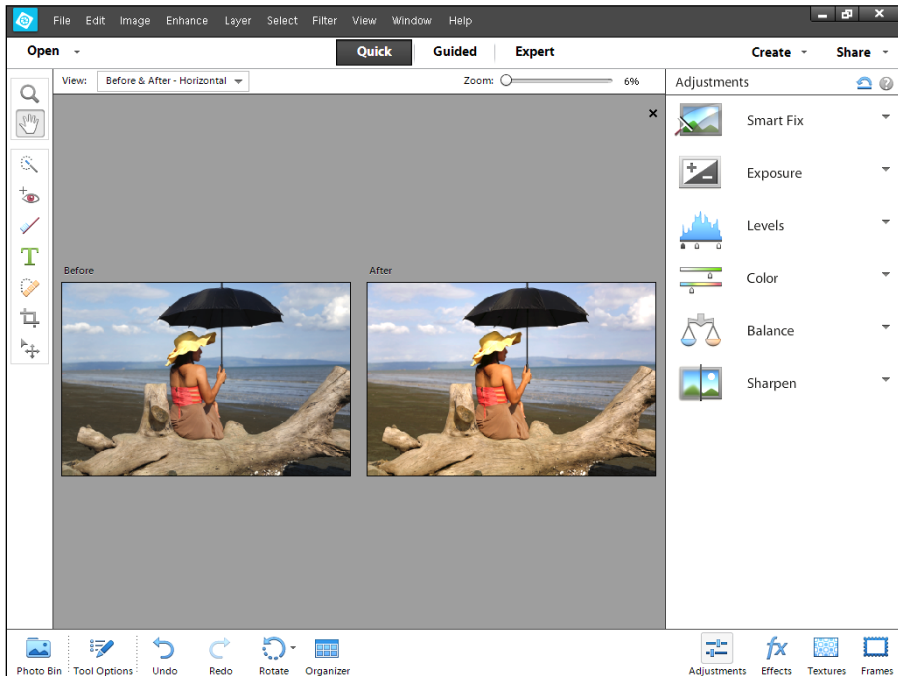 File Edit Image Enhance Layer Select Filter View Window Help
Open Quick Guided Expert Create Share
View: Before & After - Horizontal Zoom: 6% Adjustments
Smart Fix
Exposure
Levels
Color
Balance
Sharpen
Before After
T
Photo Bin Tool Options Undo Redo Rotate Organizer Adjustments fx Effects Textures Frames